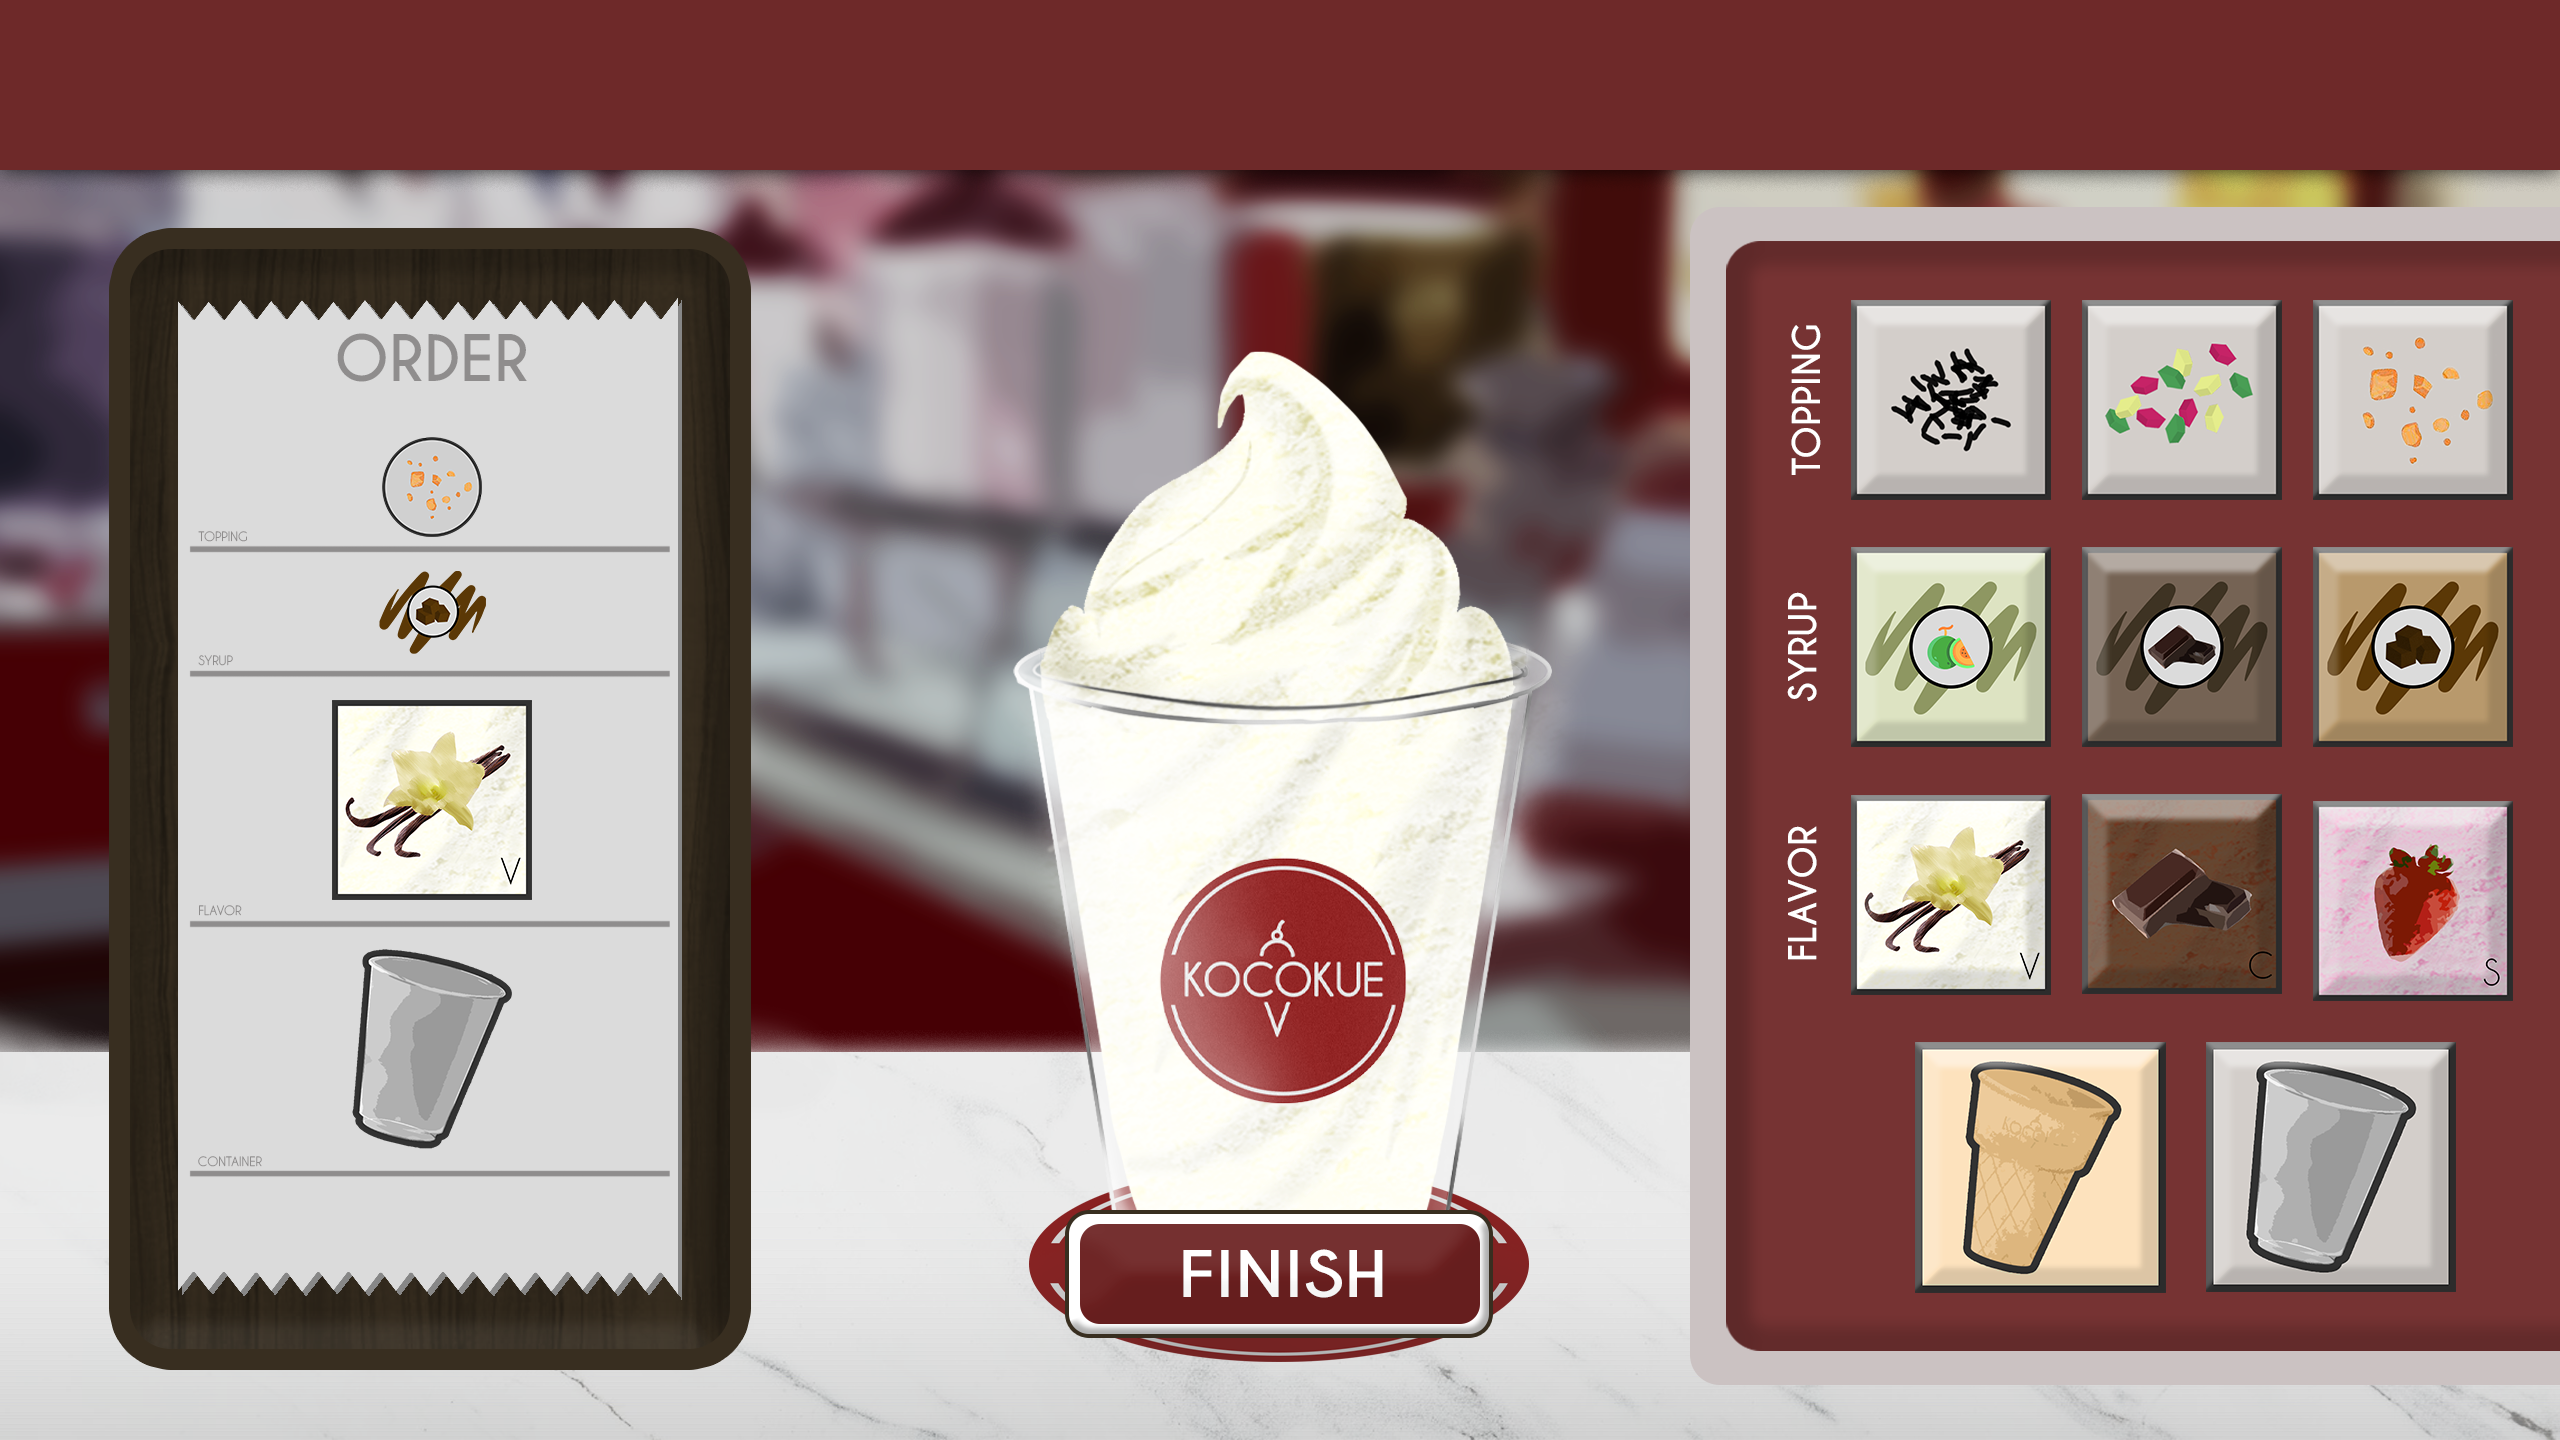 ORDER
TOPPING
SYRUP
FLAVOR
V
CONTAINER
KOCOKUE
FINISH
TOPPING
SYRUP
FLAVOR
V
C
S